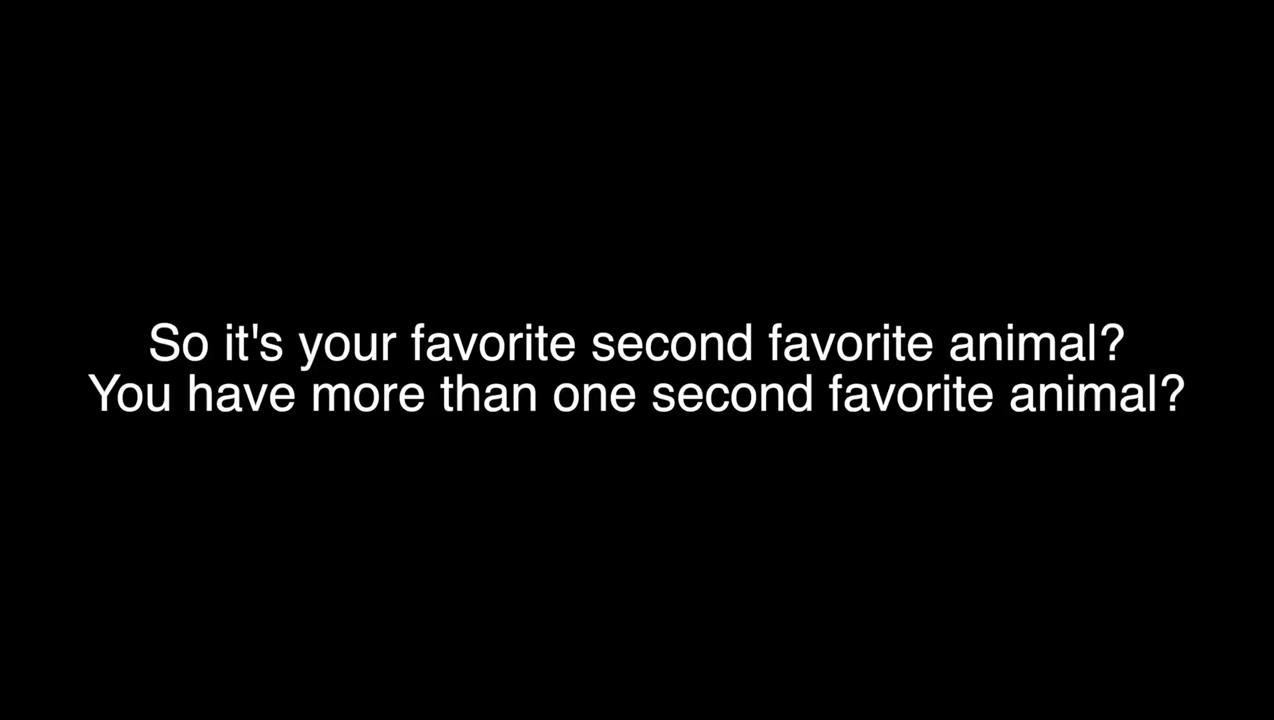 So it's your favorite second favorite animal?
You have more than one second favorite animal?